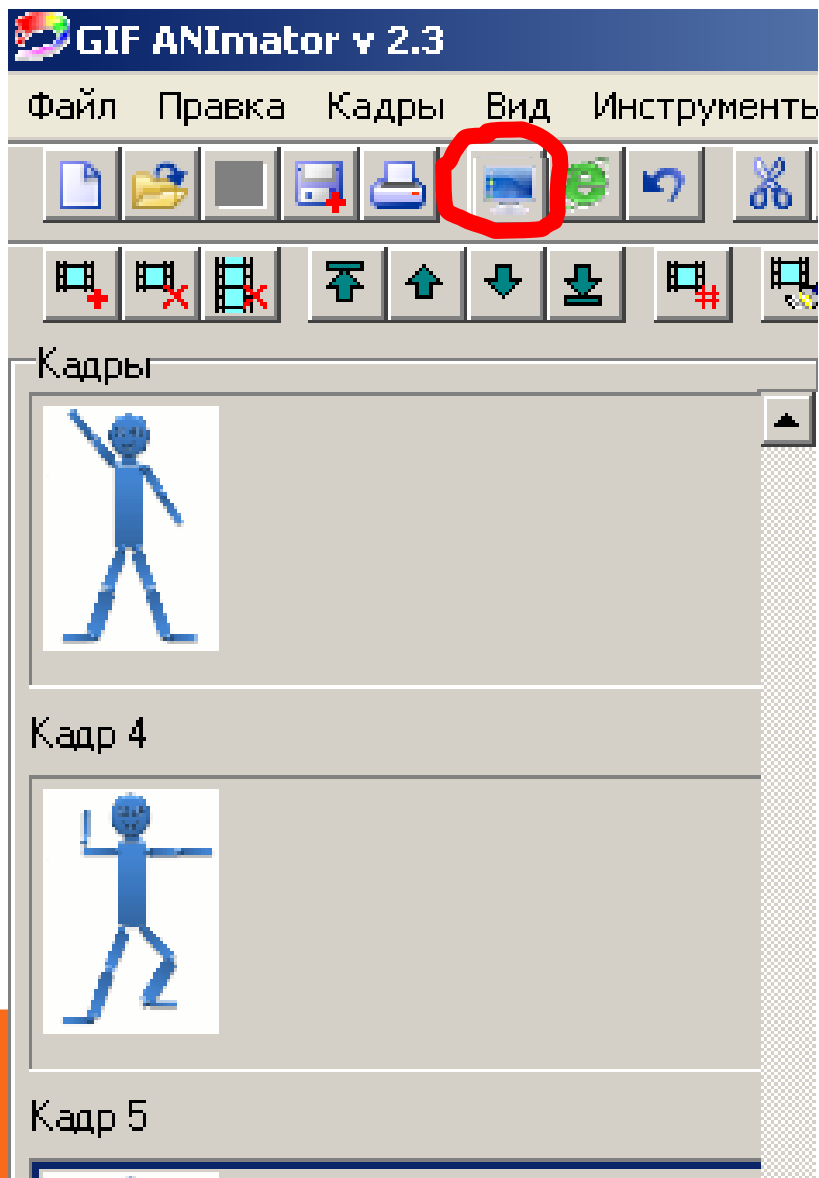 GIF ANImator v 2.3
Файл Правка Кадры Вид Инструменты
Кадры
Кадр 4
Кадр 5